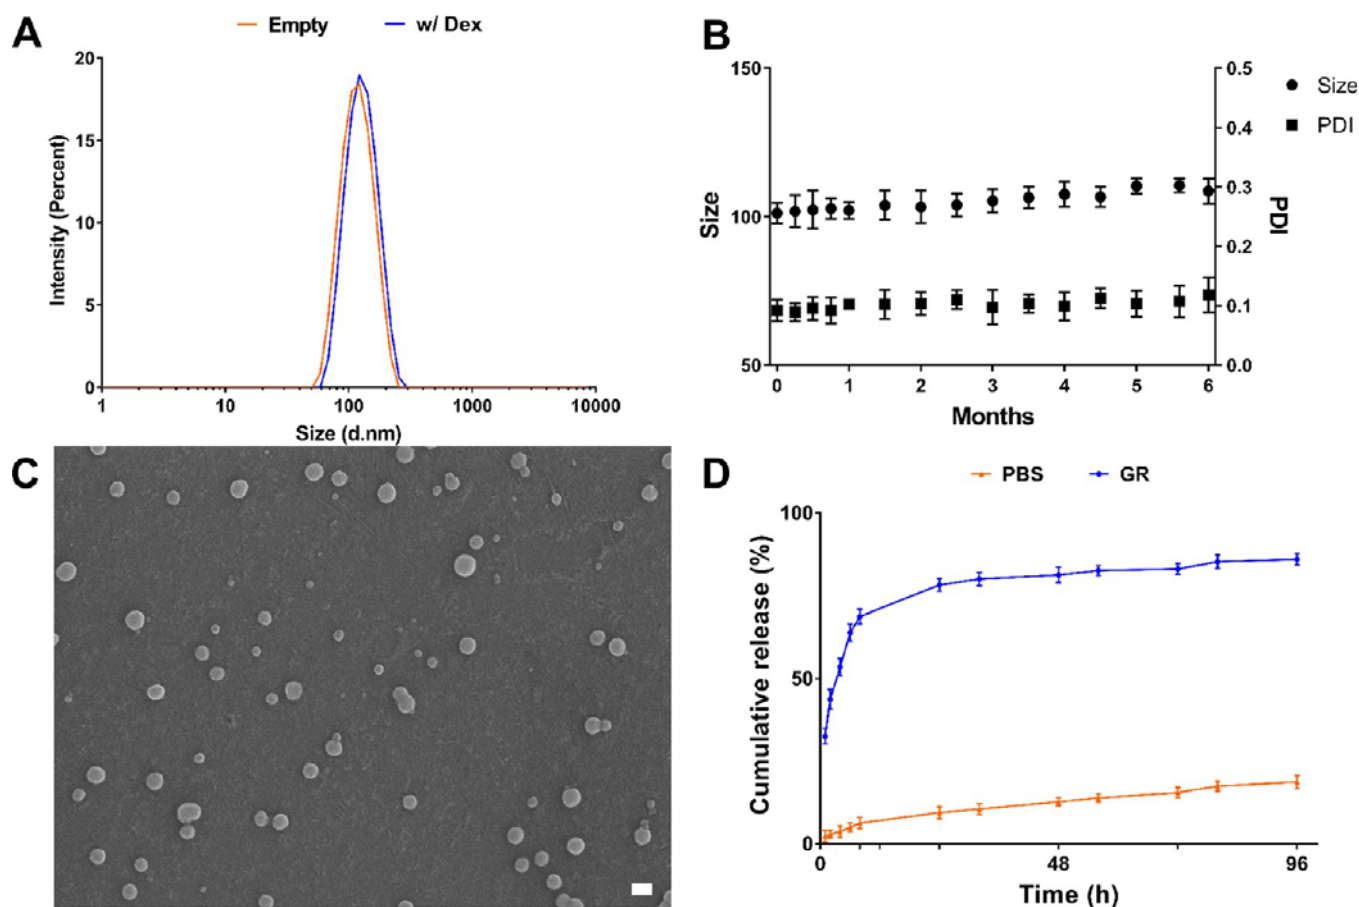 A
Empty
w/ Dex
20
15
10
5
0
Intensity (Percent)
1
10
100
1000
10000
Size (d.nm)
B
150
100
50
Size
0.5
0.4
0.3
0.2
0.1
0.0
PDI
Size
PDI
0
1
2
3
4
5
6
Months
C
D
PBS
GR
100
50
0
Cumulative release (%)
0
48
96
Time (h)